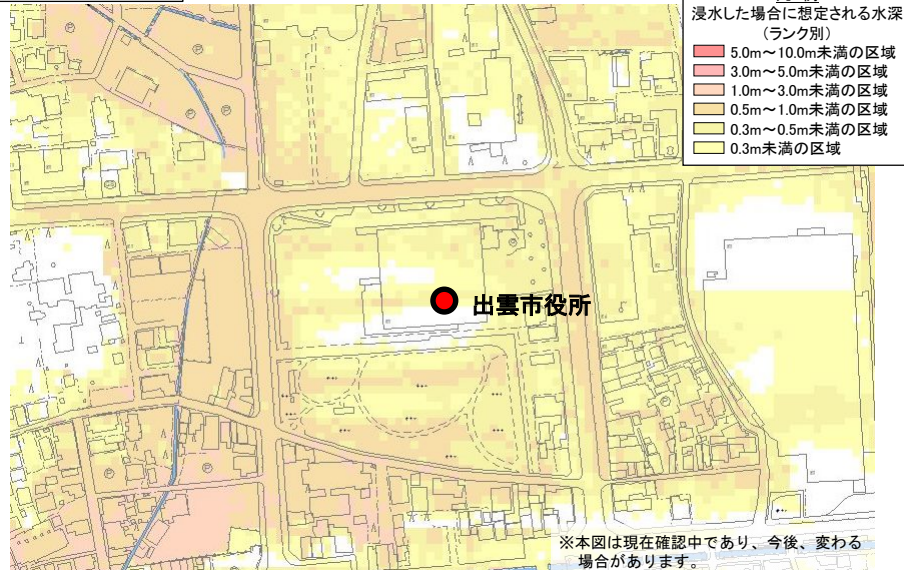 浸水した場合に想定される水深
(ランク別)
5.0m～10.0m未満の区域
3.0m～5.0m未満の区域
1.0m～3.0m未満の区域
0.5m～1.0m未満の区域
0.3m～0.5m未満の区域
0.3m未満の区域
出雲市役所
※本図は現在確認中であり、今後、変わる
場合があります。